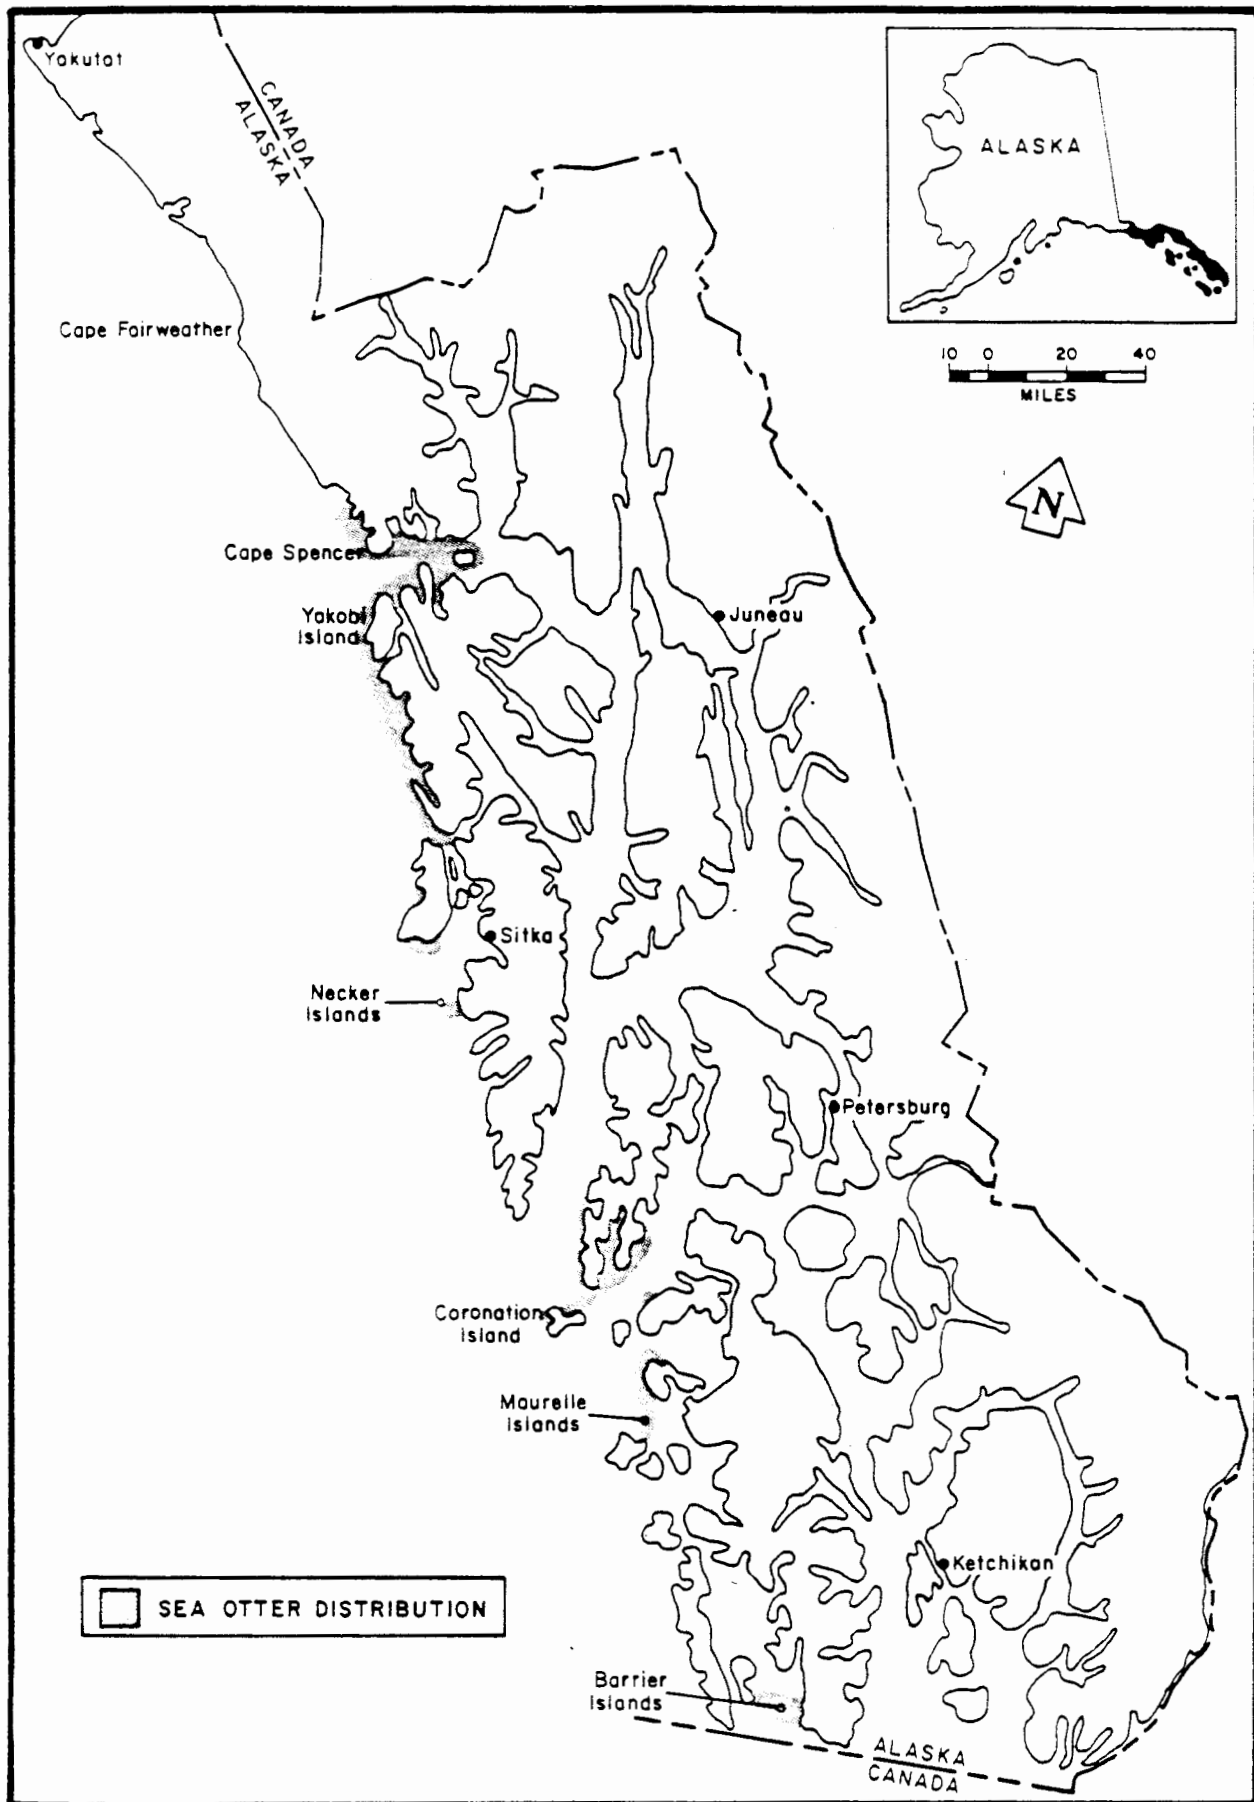 Yakutat
CANADA
ALASKA
ALASKA
Cape Fairweather
10 0 20 40
MILES
N
Cape Spencer
Yakobi
Island
Juneau
Sitka
Necker
Islands
Petersburg
Coronation
Island
Maurelle
Islands
Ketchikan
SEA OTTER DISTRIBUTION
Barrier
Islands
ALASKA
CANADA